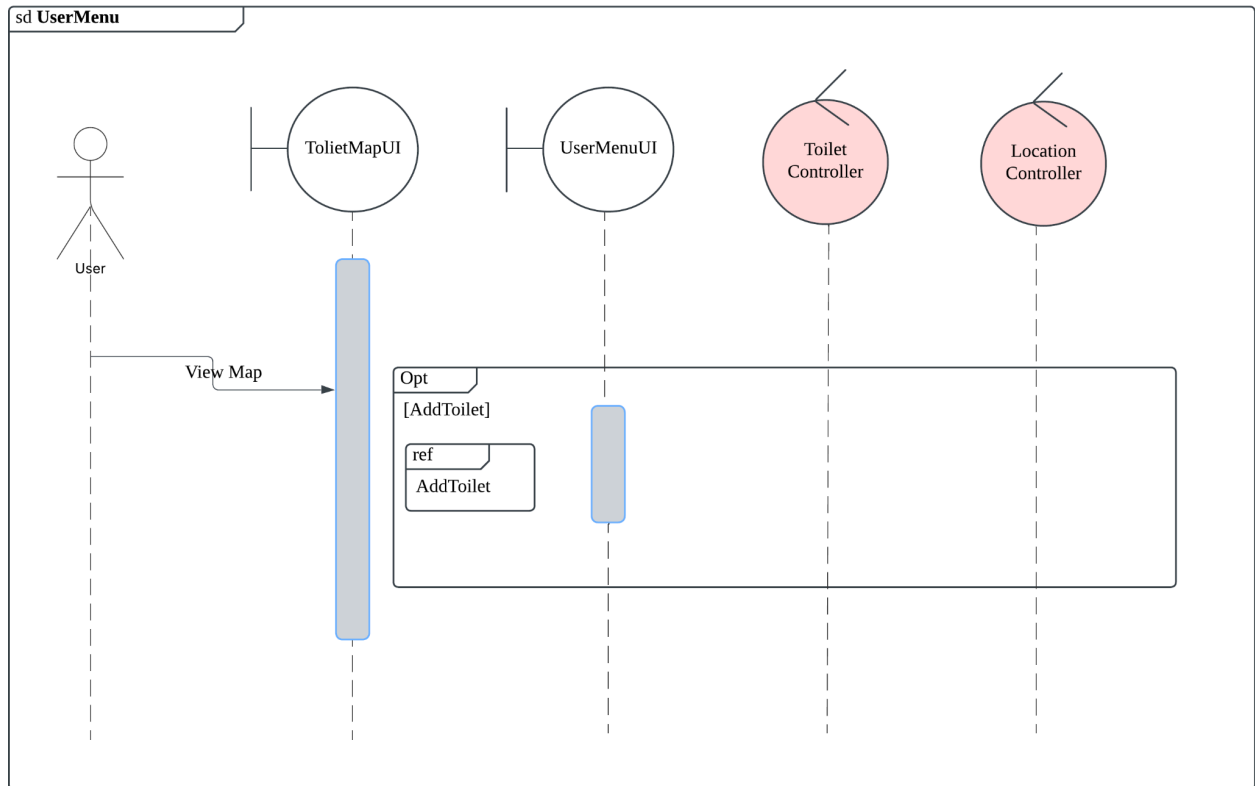 sd UserMenu
TolietMapUI
UserMenuUI
Toilet
Controller
Location
Controller
User
View Map
Opt
[AddToilet]
ref
AddToilet